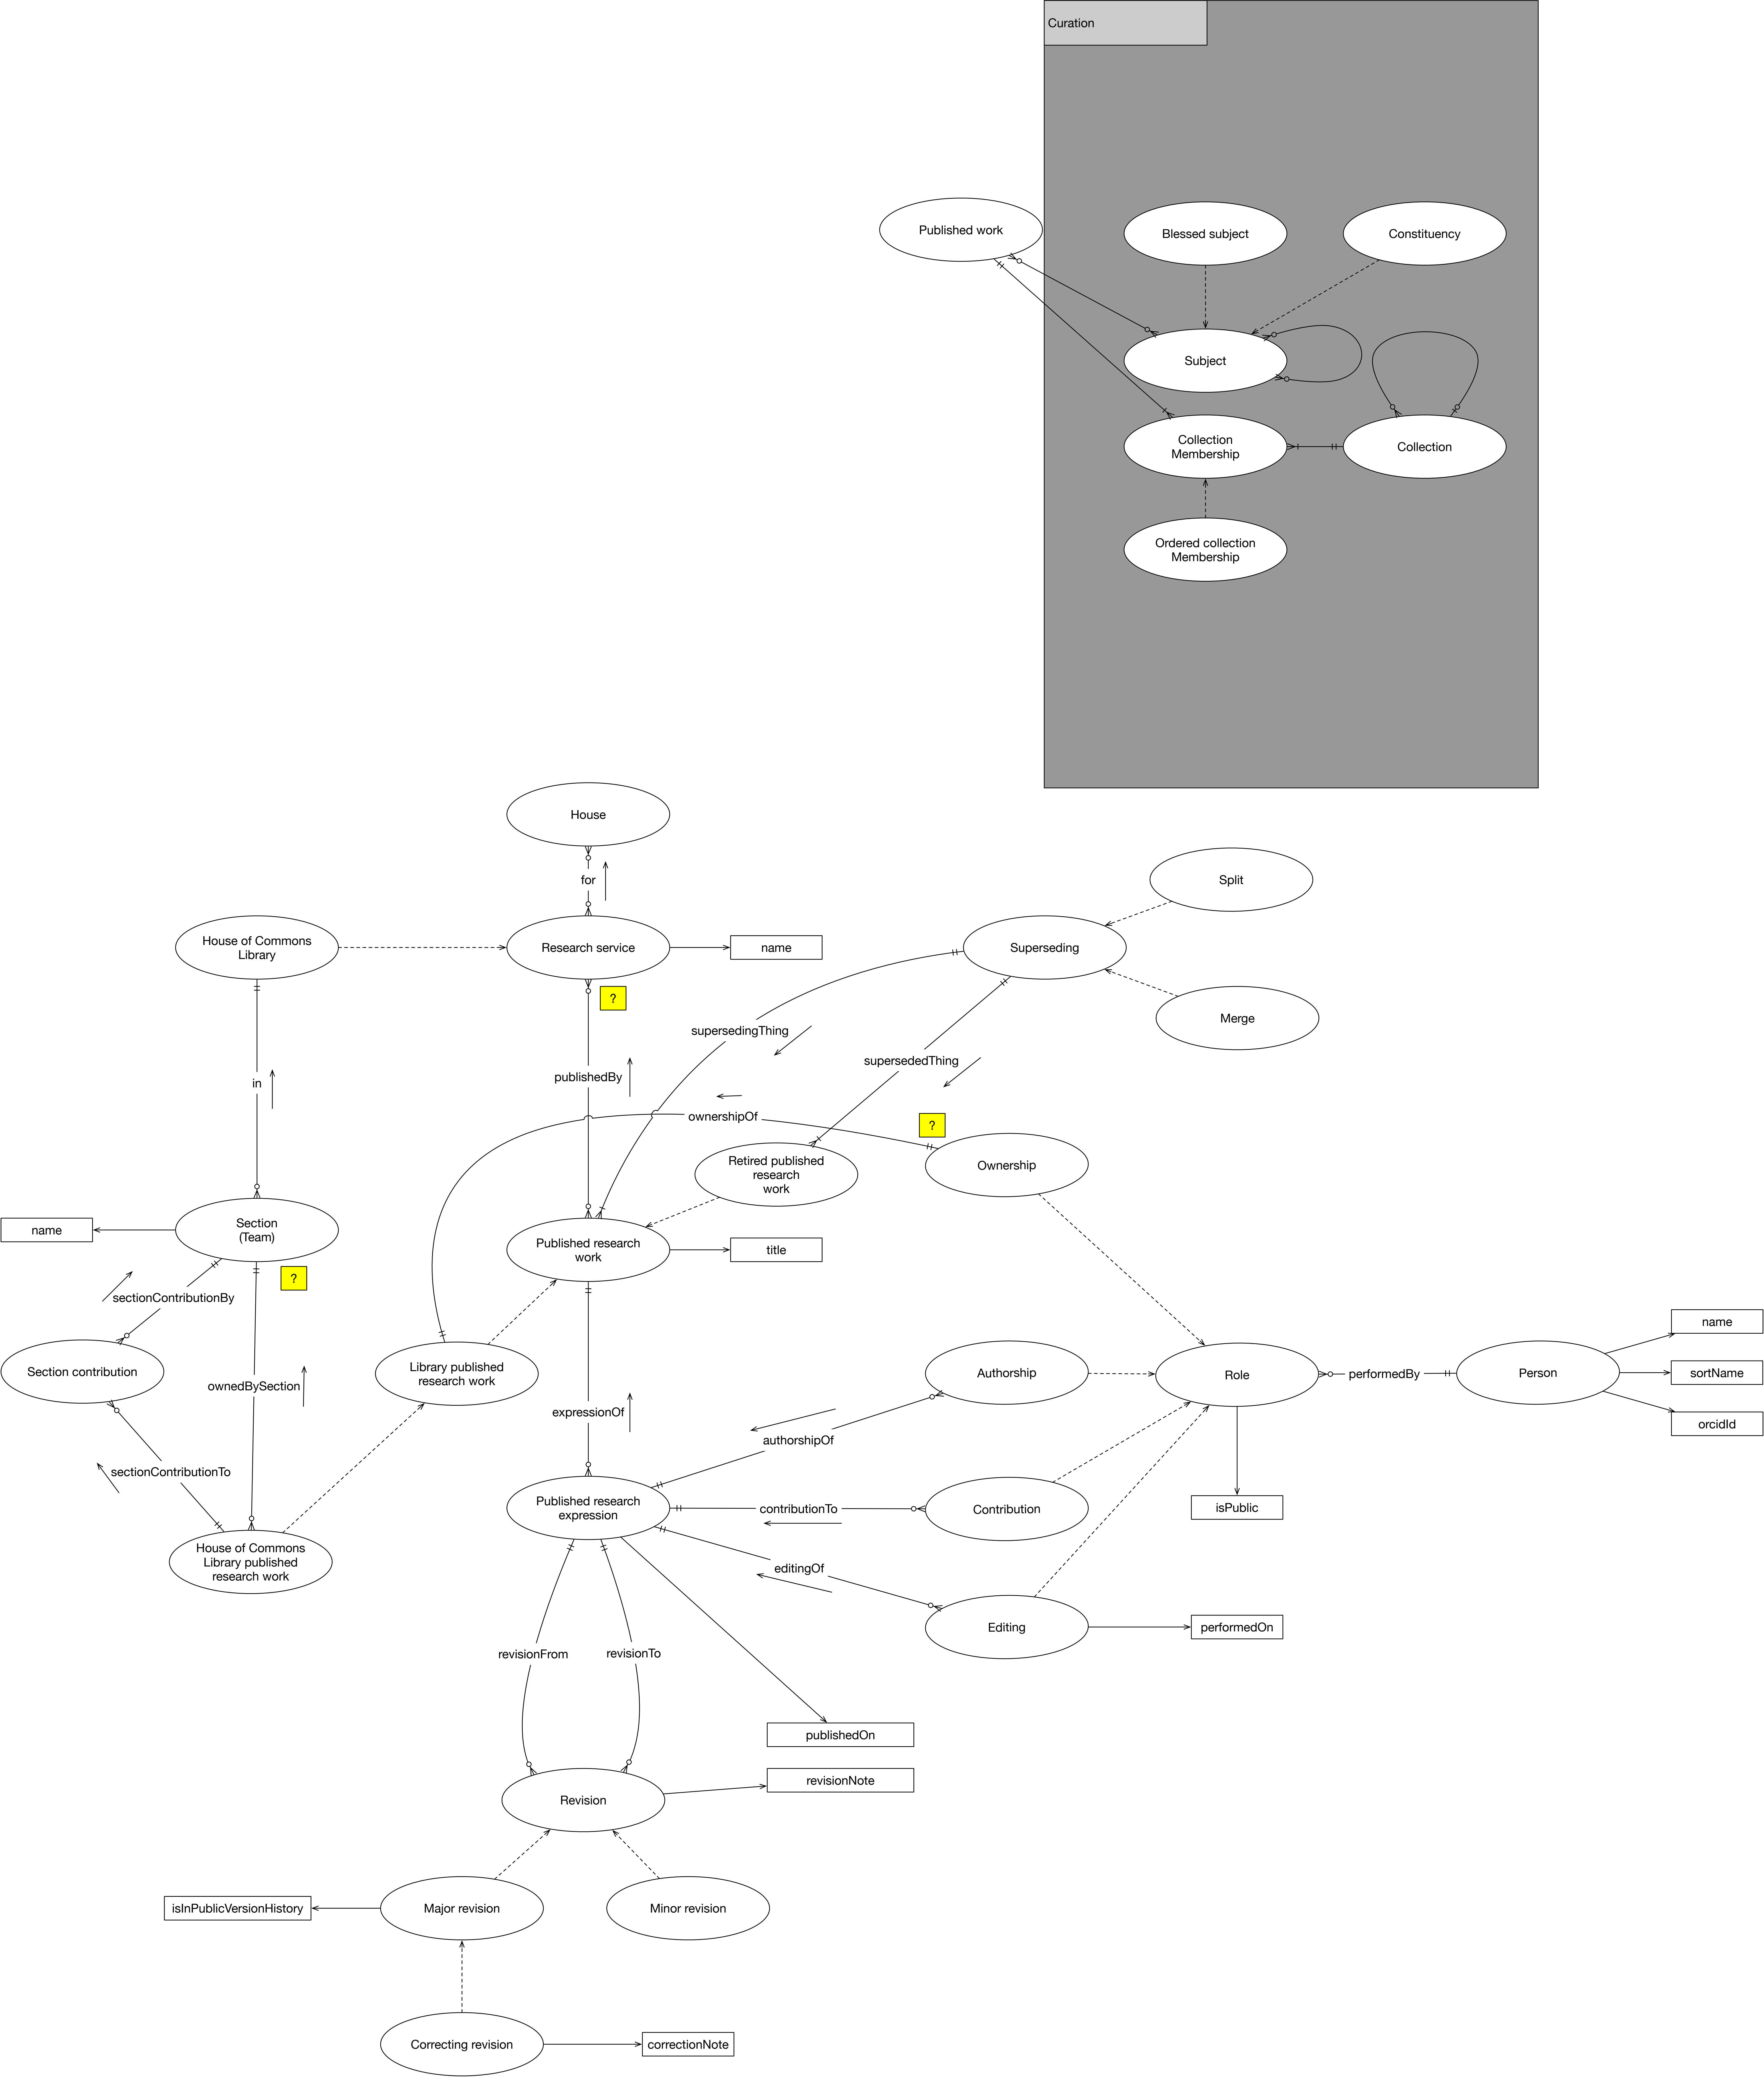 Curation
Published work
Blessed subject
Constituency
Subject
Collection
Membership
Collection
Ordered collection
Membership
House
for
Split
House of Commons
Library
Research service
name
Superseding
?
Merge
supersedingThing
supersededThing
publishedBy
in
ownershipOf
?
Retired published
research
work
Ownership
name
Section
(Team)
Published research
work
title
?
sectionContributionBy
name
Section contribution
Library published
research work
Authorship
Role
performedBy
Person
sortName
ownedBySection
expressionOf
orcidId
authorshipOf
sectionContributionTo
Published research
expression
contributionTo
Contribution
isPublic
House of Commons
Library published
research work
editingOf
Editing
performedOn
revisionFrom
revisionTo
publishedOn
revisionNote
Revision
isInPublicVersionHistory
Major revision
Minor revision
Correcting revision
correctionNote